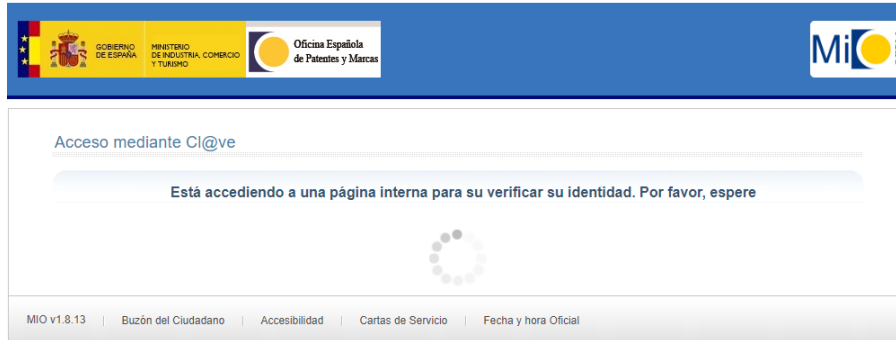 GOBIERNO
DE ESPAÑA
MINISTERIO
DE INDUSTRIA, COMERCIO
Y TURISMO
Oficina Española
de Patentes y Marcas
Mi
Acceso mediante Cl@ve
Está accediendo a una página interna para su verificar su identidad. Por favor, espere
MIO v1.8.13 | Buzón del Ciudadano | Accesibilidad | Cartas de Servicio | Fecha y hora Oficial